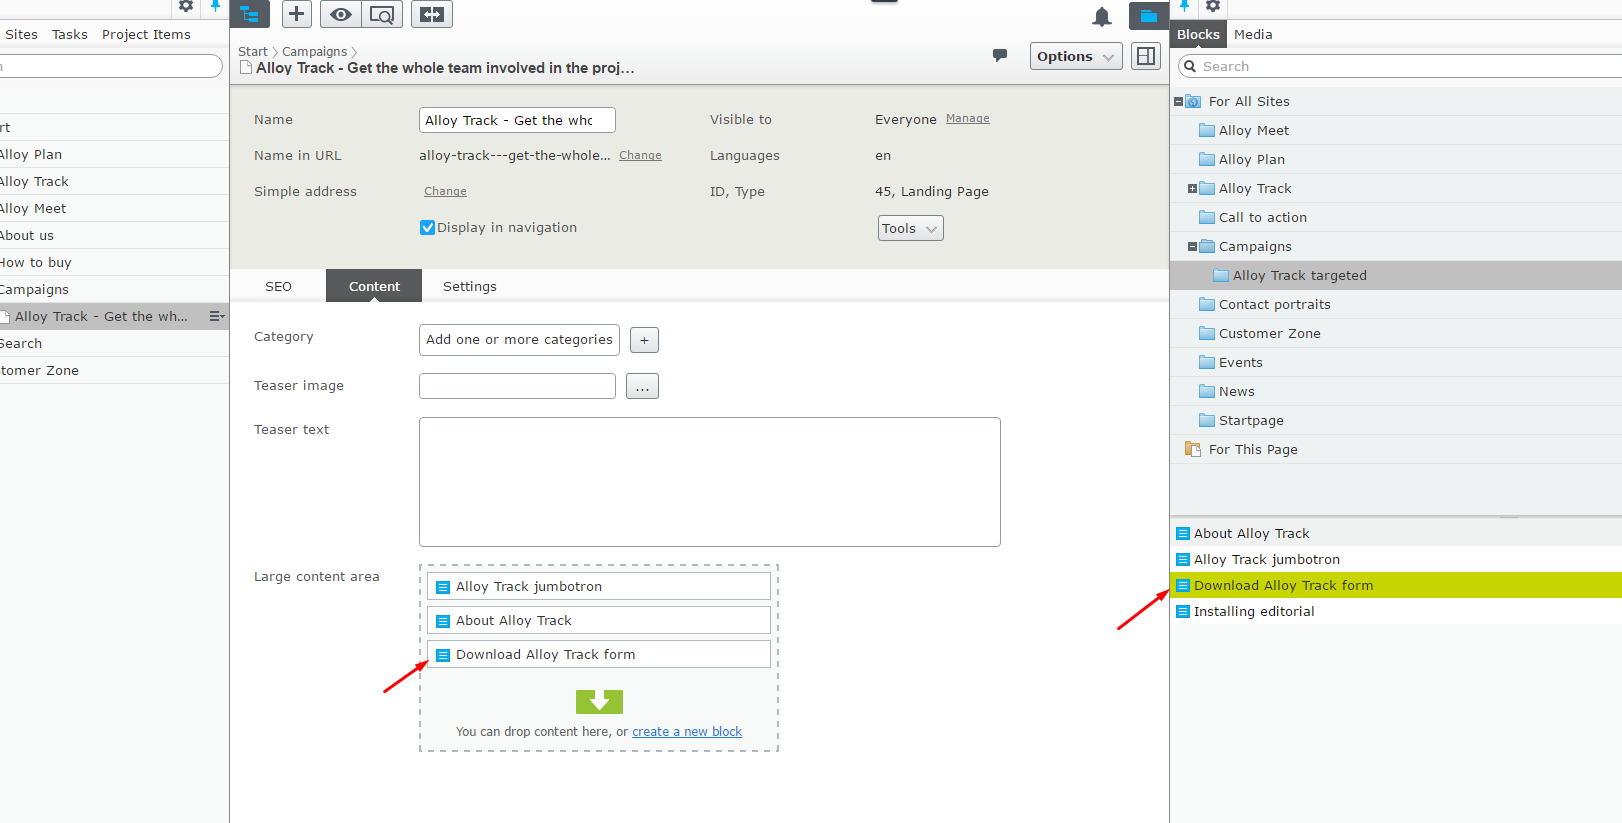 Sites Tasks Project Items
rt
Alloy Plan
Alloy Track
Alloy Meet
About us
How to buy
Campaigns
Alloy Track - Get the wh...
Search
tomer Zone
Start Campaigns
Alloy Track - Get the whole team involved in the proj...
Options
Name
Alloy Track - Get the who
Visible to
Everyone Manage
Name in URL
alloy-track---get-the-whole... Change
Languages
en
Simple address
Change
ID, Type
45, Landing Page
Display in navigation
Tools
SEO Content Settings
Category
Add one or more categories +
Teaser image
...
Teaser text
Large content area
Alloy Track jumbotron
About Alloy Track
Download Alloy Track form
You can drop content here, or create a new block
Blocks Media
Search
For All Sites
Alloy Meet
Alloy Plan
Alloy Track
Call to action
Campaigns
Alloy Track targeted
Contact portraits
Customer Zone
Events
News
Startpage
For This Page
About Alloy Track
Alloy Track jumbotron
Download Alloy Track form
Installing editorial